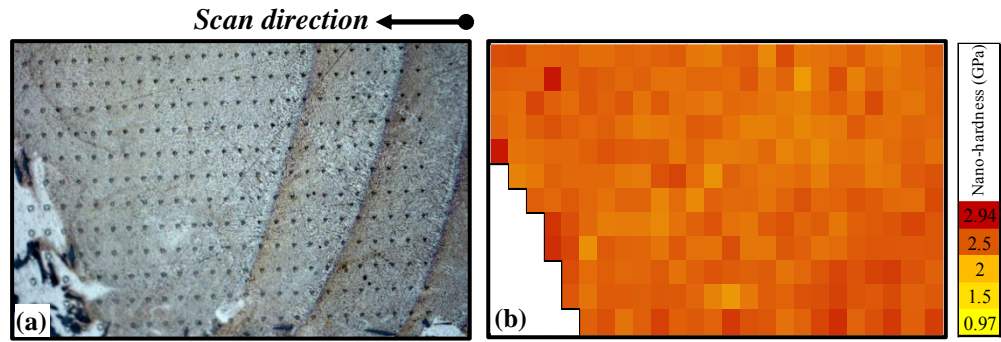 Scan direction
(a)
(b)
Nano-hardness (GPa)
2.94
2.5
2
1.5
0.97